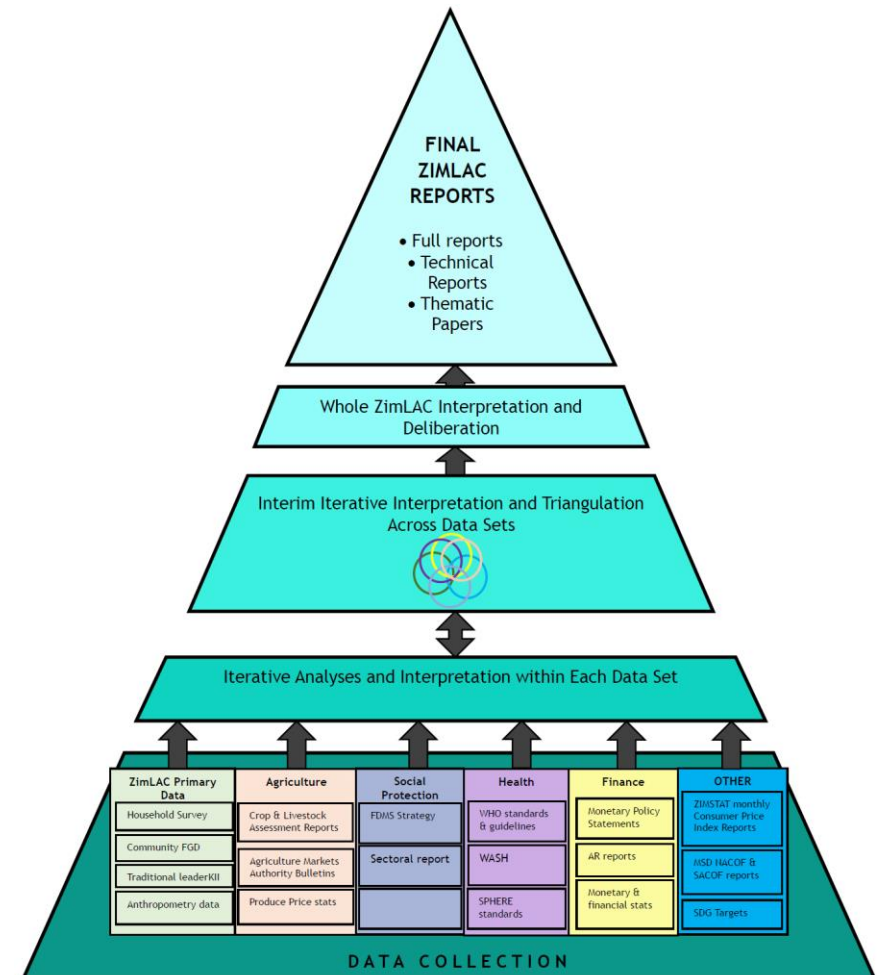 FINAL
ZIMLAC
REPORTS
• Full reports
• Technical
Reports
• Thematic
Papers
Whole ZimLAC Interpretation and
Deliberation
Interim Iterative Interpretation and Triangulation
Across Data Sets
Iterative Analyses and Interpretation within Each Data Set
ZimLAC Primary
Data
Household Survey
Community FGD
Traditional leaderKII
Anthropometry data
Agriculture
Crop & Livestock
Assessment Reports
Agriculture Markets
Authority Bulletins
Produce Price stats
Social
Protection
FDMS Strategy
Sectoral report
Health
WHO standards
& guidelines
WASH
SPHERE
standards
Finance
Monetary Policy
Statements
AR reports
Monetary &
financial stats
OTHER
ZIMSTAT monthly
Consumer Price
Index Reports
MSD NACOF &
SACOF reports
SDG Targets
DATA COLLECTION